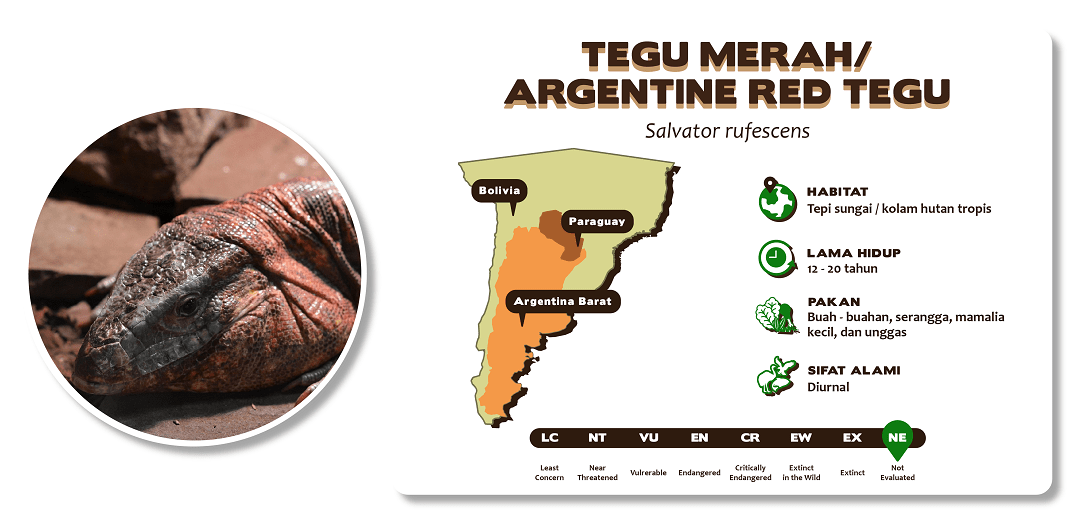 TEGU MERAH/
ARGENTINE RED TEGU
Salvator rufescens
Bolivia
Paraguay
Argentina Barat
HABITAT
Tepi sungai / kolam hutan tropis
LAMA HIDUP
12 - 20 tahun
PAKAN
Buah - buahan, serangga, mamalia
kecil, dan unggas
SIFAT ALAMI
Diurnal
LC NT VU EN CR EW EX NE
Least
Concern
Near
Threatened
Vulrerable
Endangered
Critically
Endangered
Extinct
in the Wild
Extinct
Not
Evaluated